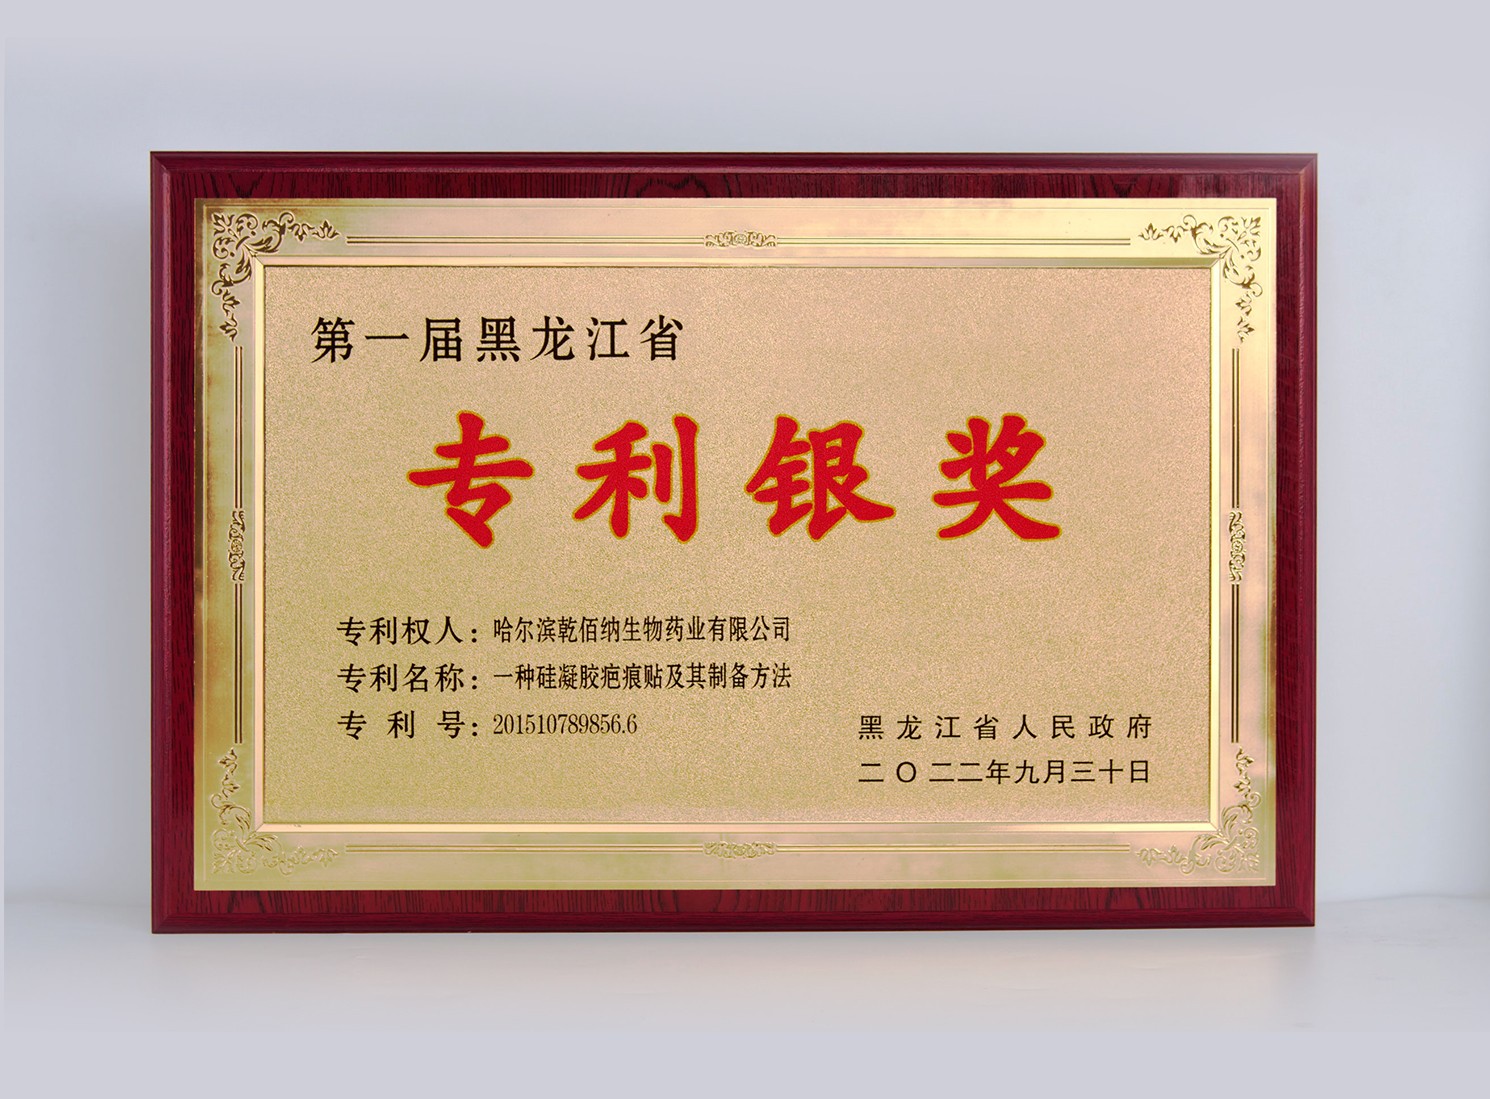 第一届黑龙江省
专利银奖
专利权人：哈尔滨乾佰纳生物药业有限公司
专利名称：一种硅凝胶疤痕贴及其制备方法
专 利 号：201510789856.6
黑龙江省人民政府
二〇二二年九月三十日